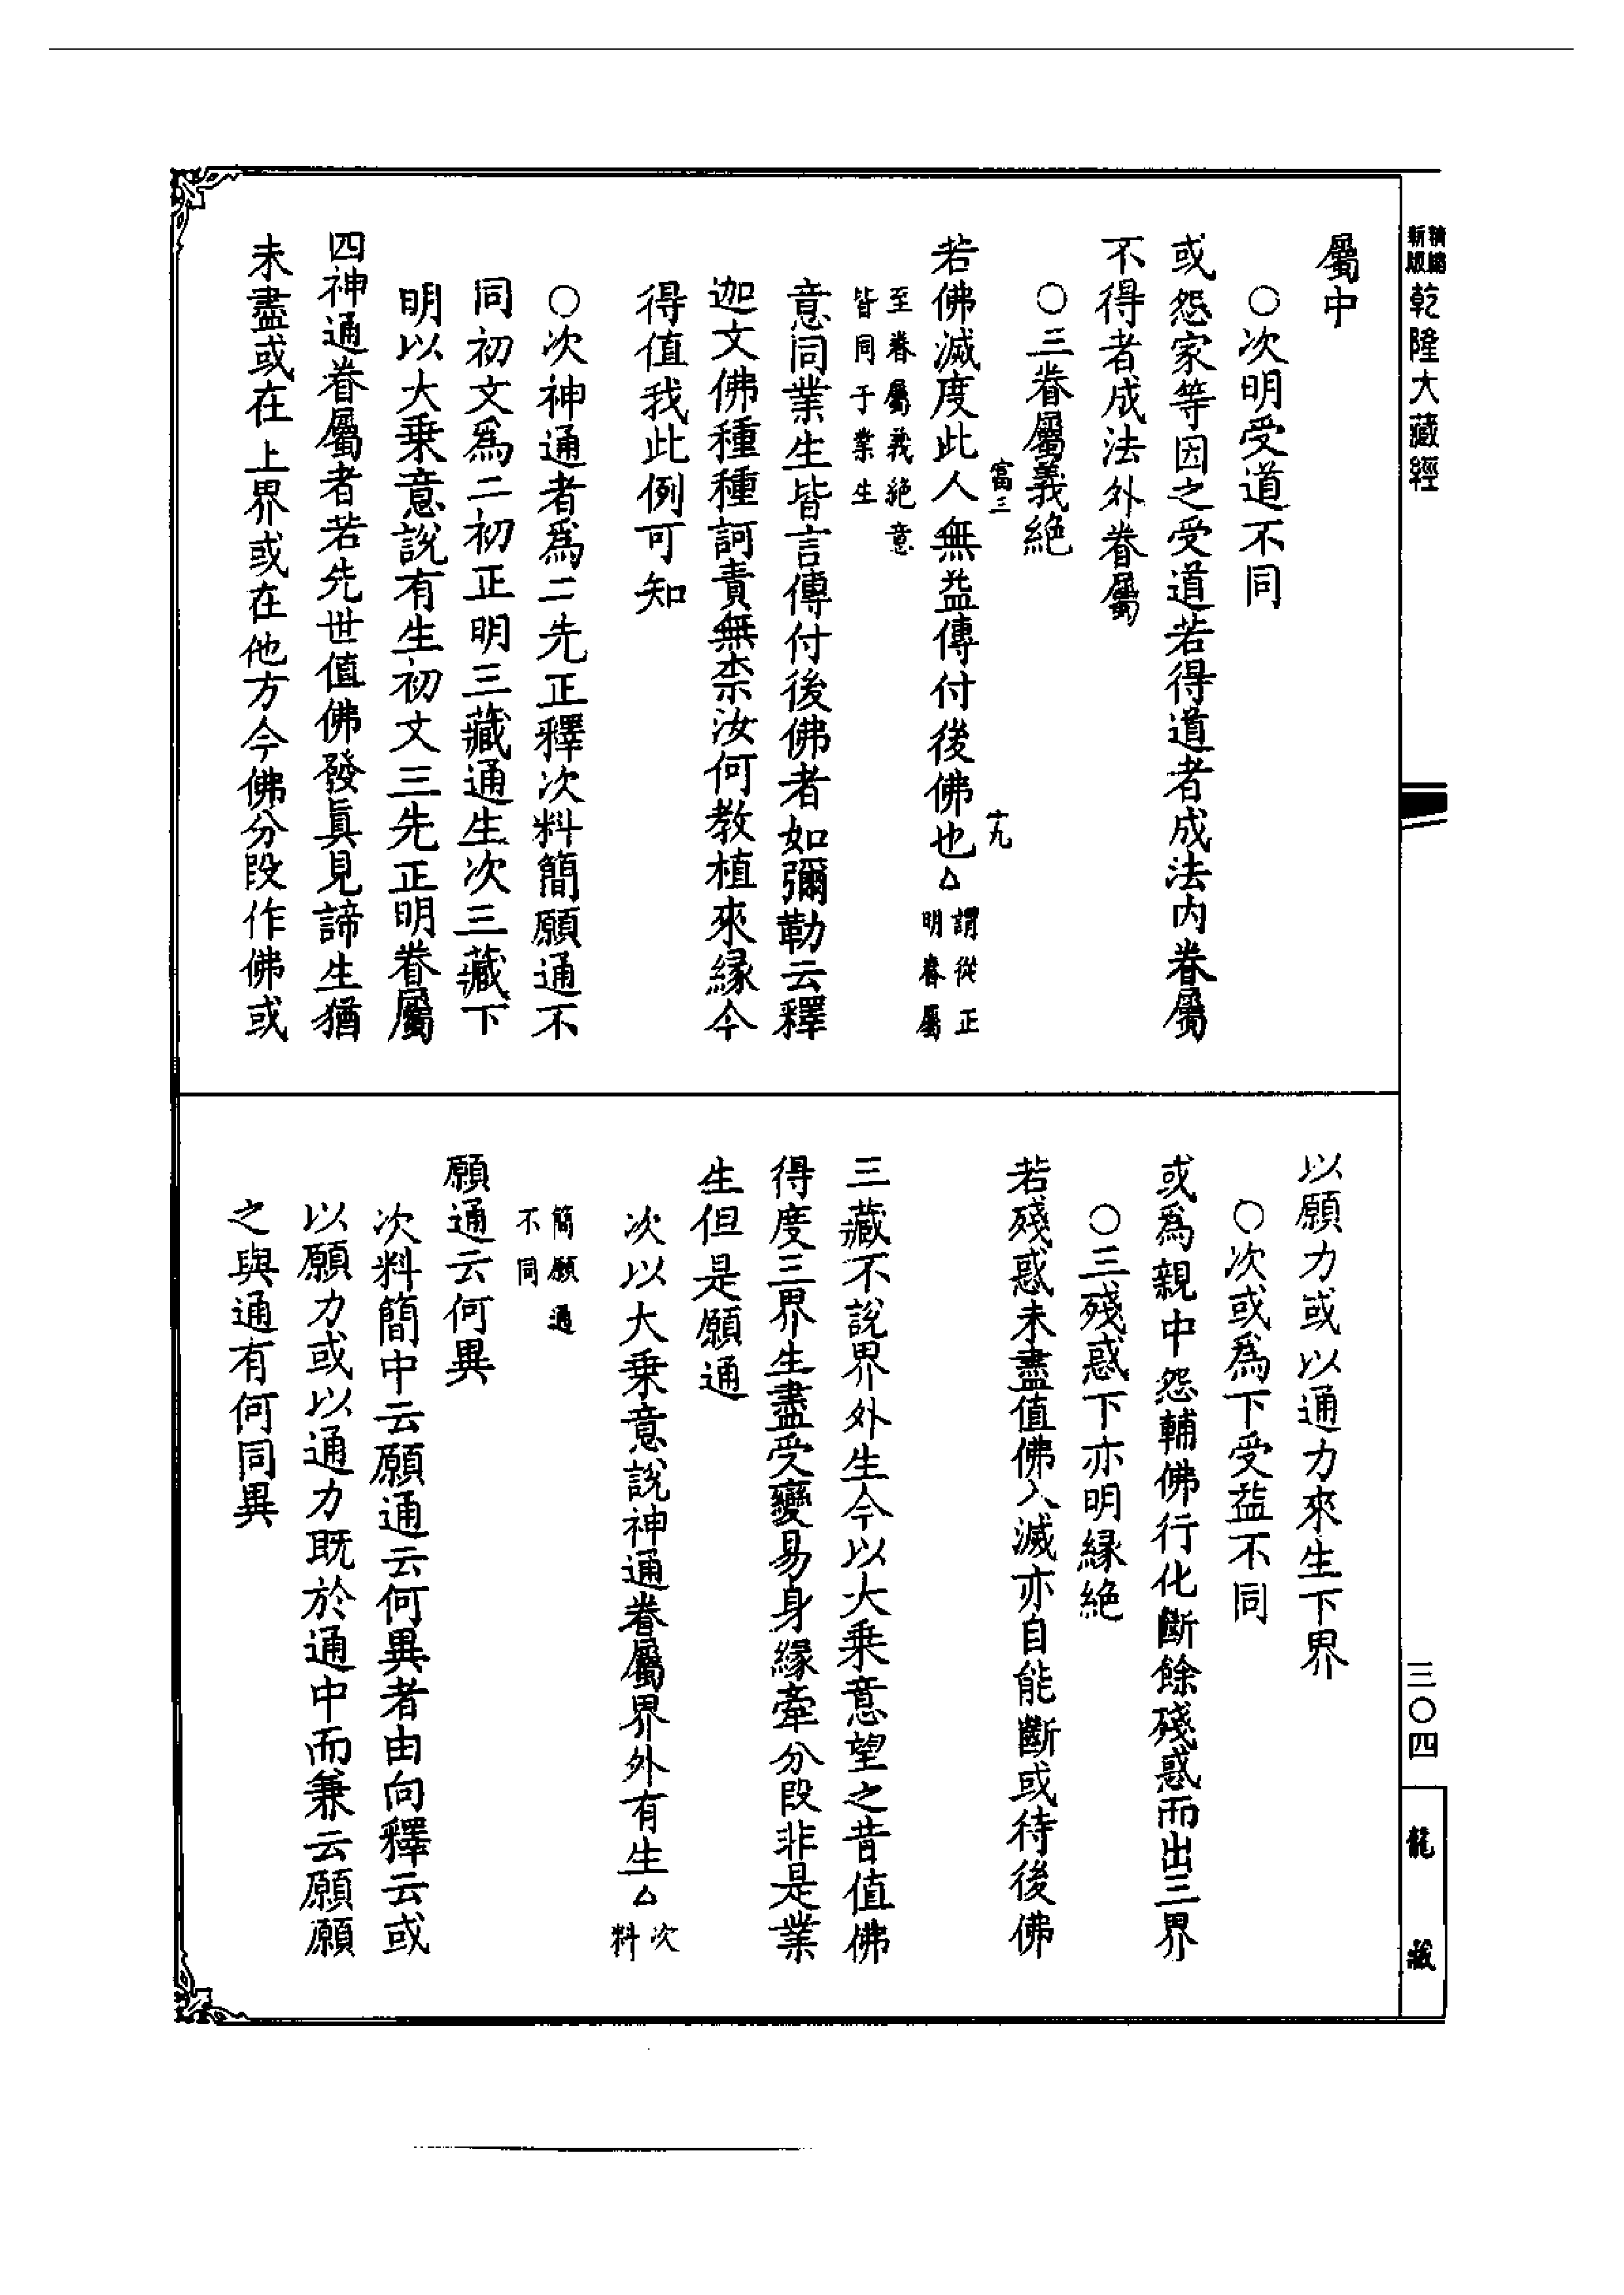 新版精縮乾隆大藏經
屬中
○次明受道不同
或怨家等因之受道若得道者成法内眷屬
不得者成法外眷屬
○三眷屬義絶
富三
十九
若佛滅度此人無益傳付後佛也△謂從正明眷屬
至眷屬義絶意皆同于業生
意同業生皆言傳付後佛者如彌勒云釋
迦文佛種種訶責無柰汝何教植來緣今
得值我此例可知
○次神通者爲二先正釋次料簡願通不
同初文爲二初正明三藏通生次三藏下
明以大乗意說有生初文三先正明眷屬
四神通眷屬者若先世值佛發眞見諦生猶
未盡或在上界或在他方今佛分段作佛或
以願力或以通力來生下界
○次或爲下受益不同
或爲親中怨輔佛行化斷餘殘惑而出三界
○三殘惑下亦明緣絶
若殘惑未盡值佛入滅亦自能斷或待後佛
三藏不說界外生今以大乗意望之昔值佛
得度三界生盡受變易身緣牽分段非是業
生但是願通
次以大乗意說神通眷屬界外有生△次料
簡願通不同
願通云何異
次料簡中云願通云何異者由向釋云或
以願力或以通力既於通中而兼云願願
之與通有何同異
三〇四
龍藏